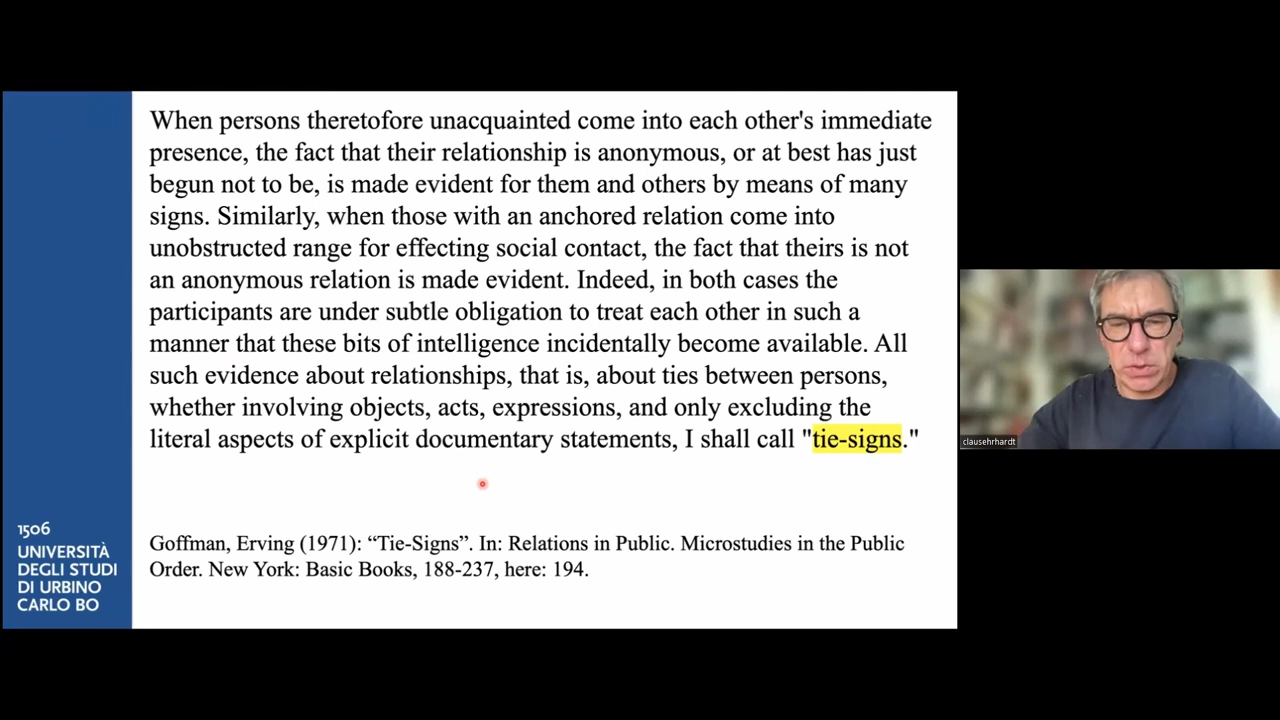 When persons theretofore unacquainted come into each other's immediate
presence, the fact that their relationship is anonymous, or at best has just
begun not to be, is made evident for them and others by means of many
signs. Similarly, when those with an anchored relation come into
unobstructed range for effecting social contact, the fact that theirs is not
an anonymous relation is made evident. Indeed, in both cases the
participants are under subtle obligation to treat each other in such a
manner that these bits of intelligence incidentally become available. All
such evidence about relationships, that is, about ties between persons,
whether involving objects, acts, expressions, and only excluding the
literal aspects of explicit documentary statements, I shall call "tie-signs."
Goffman, Erving (1971): “Tie-Signs”. In: Relations in Public. Microstudies in the Public
Order. New York: Basic Books, 188-237, here: 194.
1506
UNIVERSITÀ
DEGLI STUDI
DI URBINO
CARLO BO
clausehrhardt